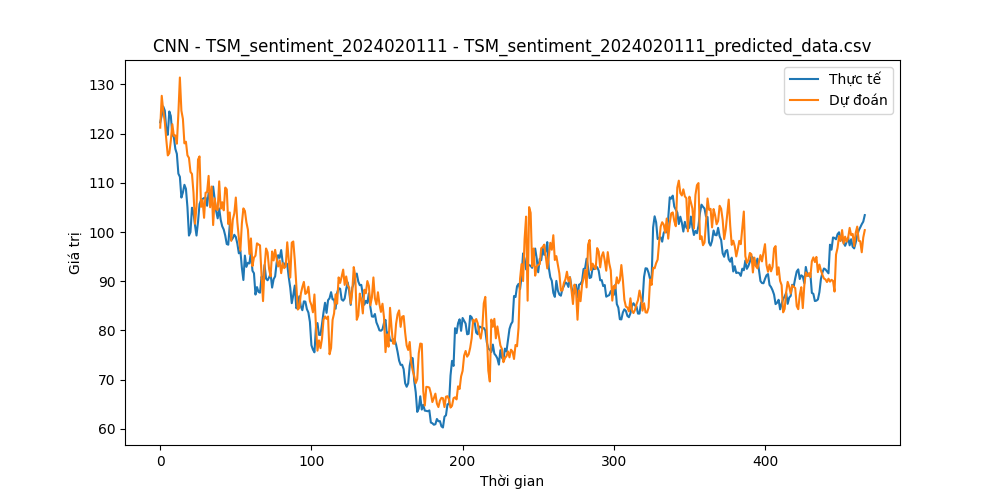 CNN - TSM_sentiment_2024020111 - TSM_sentiment_2024020111_predicted_data.csv
Thực tế
Dự đoán
Giá trị
130
120
110
100
90
80
70
60
0
100
200
300
400
Thời gian